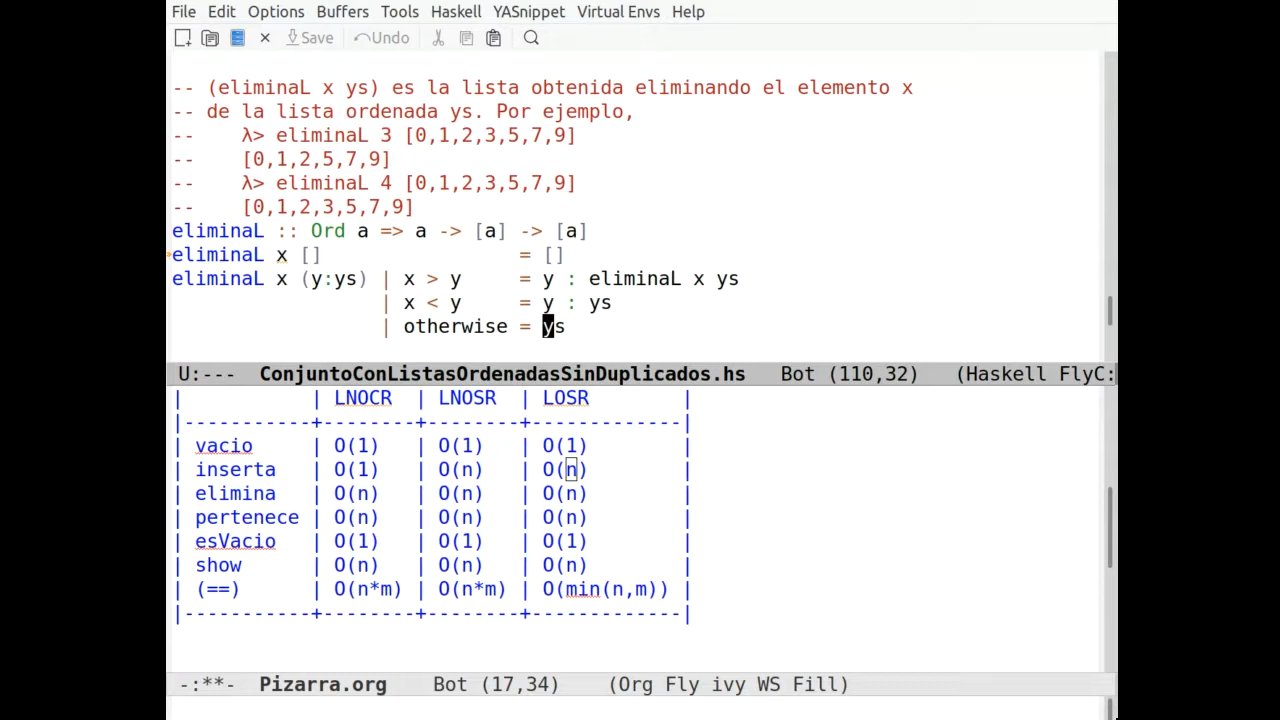 File Edit Options Buffers Tools Haskell YASnippet Virtual Envs Help
Save Undo
-- (eliminaL x ys) es la lista obtenida eliminando el elemento x
-- de la lista ordenada ys. Por ejemplo,
--    λ> eliminaL 3 [0,1,2,3,5,7,9]
--    [0,1,2,5,7,9]
--    λ> eliminaL 4 [0,1,2,3,5,7,9]
--    [0,1,2,3,5,7,9]
eliminaL :: Ord a => a -> [a] -> [a]
eliminaL x []                 = []
eliminaL x (y:ys) | x > y     = y : eliminaL x ys
                  | x < y     = y : ys
                  | otherwise = ys
U:---  ConjuntoConListasOrdenadasSinDuplicados.hs   Bot (110,32)   (Haskell FlyC:
|           | LNOCR  | LNOSR  | LOSR        |
|-----------+--------+--------+-------------|
| vacio     | O(1)   | O(1)   | O(1)        |
| inserta   | O(1)   | O(n)   | O(n)        |
| elimina   | O(n)   | O(n)   | O(n)        |
| pertenece | O(n)   | O(n)   | O(n)        |
| esVacio   | O(1)   | O(1)   | O(1)        |
| show      | O(n)   | O(n)   | O(n)        |
| (==)      | O(n*m) | O(n*m) | O(min(n,m)) |
|-----------+--------+--------+-------------|
-:**-  Pizarra.org    Bot (17,34)    (Org Fly ivy WS Fill)